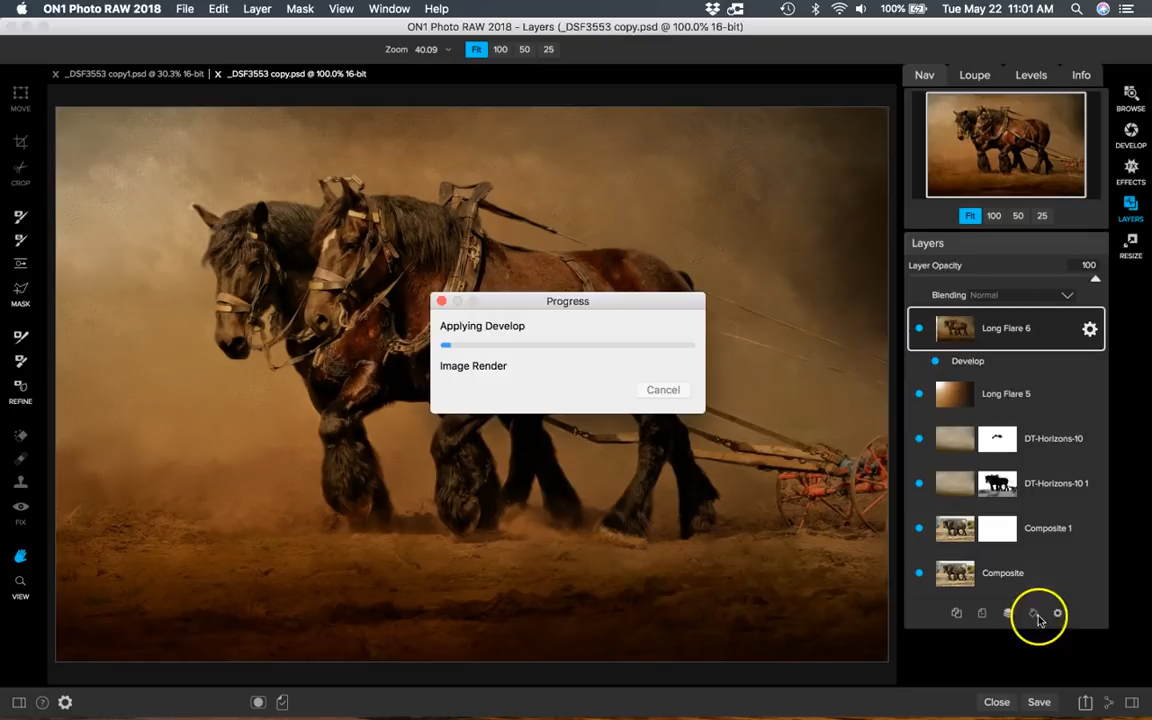 ON1 Photo RAW 2018 File Edit Layer Mask View Window Help 100% Tue May 22 11:01 AM
ON1 Photo RAW 2018 - Layers (_DSF3553 copy.psd @ 100.0% 16-bit)
Zoom 40.09 Fit 100 50 25
X _DSF3553 copy1.psd @ 30.3% 16-bit X _DSF3553 copy.psd @ 100.0% 16-bit
Nav Loupe Levels Info
MOVE
CROP
MASK
REFINE
FIX
VIEW
BROWSE
DEVELOP
EFFECTS
LAYERS
RESIZE
Fit 100 50 25
Layers
Layer Opacity 100
Blending Normal
Long Flare 6
Develop
Long Flare 5
DT-Horizons-10
DT-Horizons-10 1
Composite 1
Composite
Progress
Applying Develop
Image Render
Cancel
Close Save